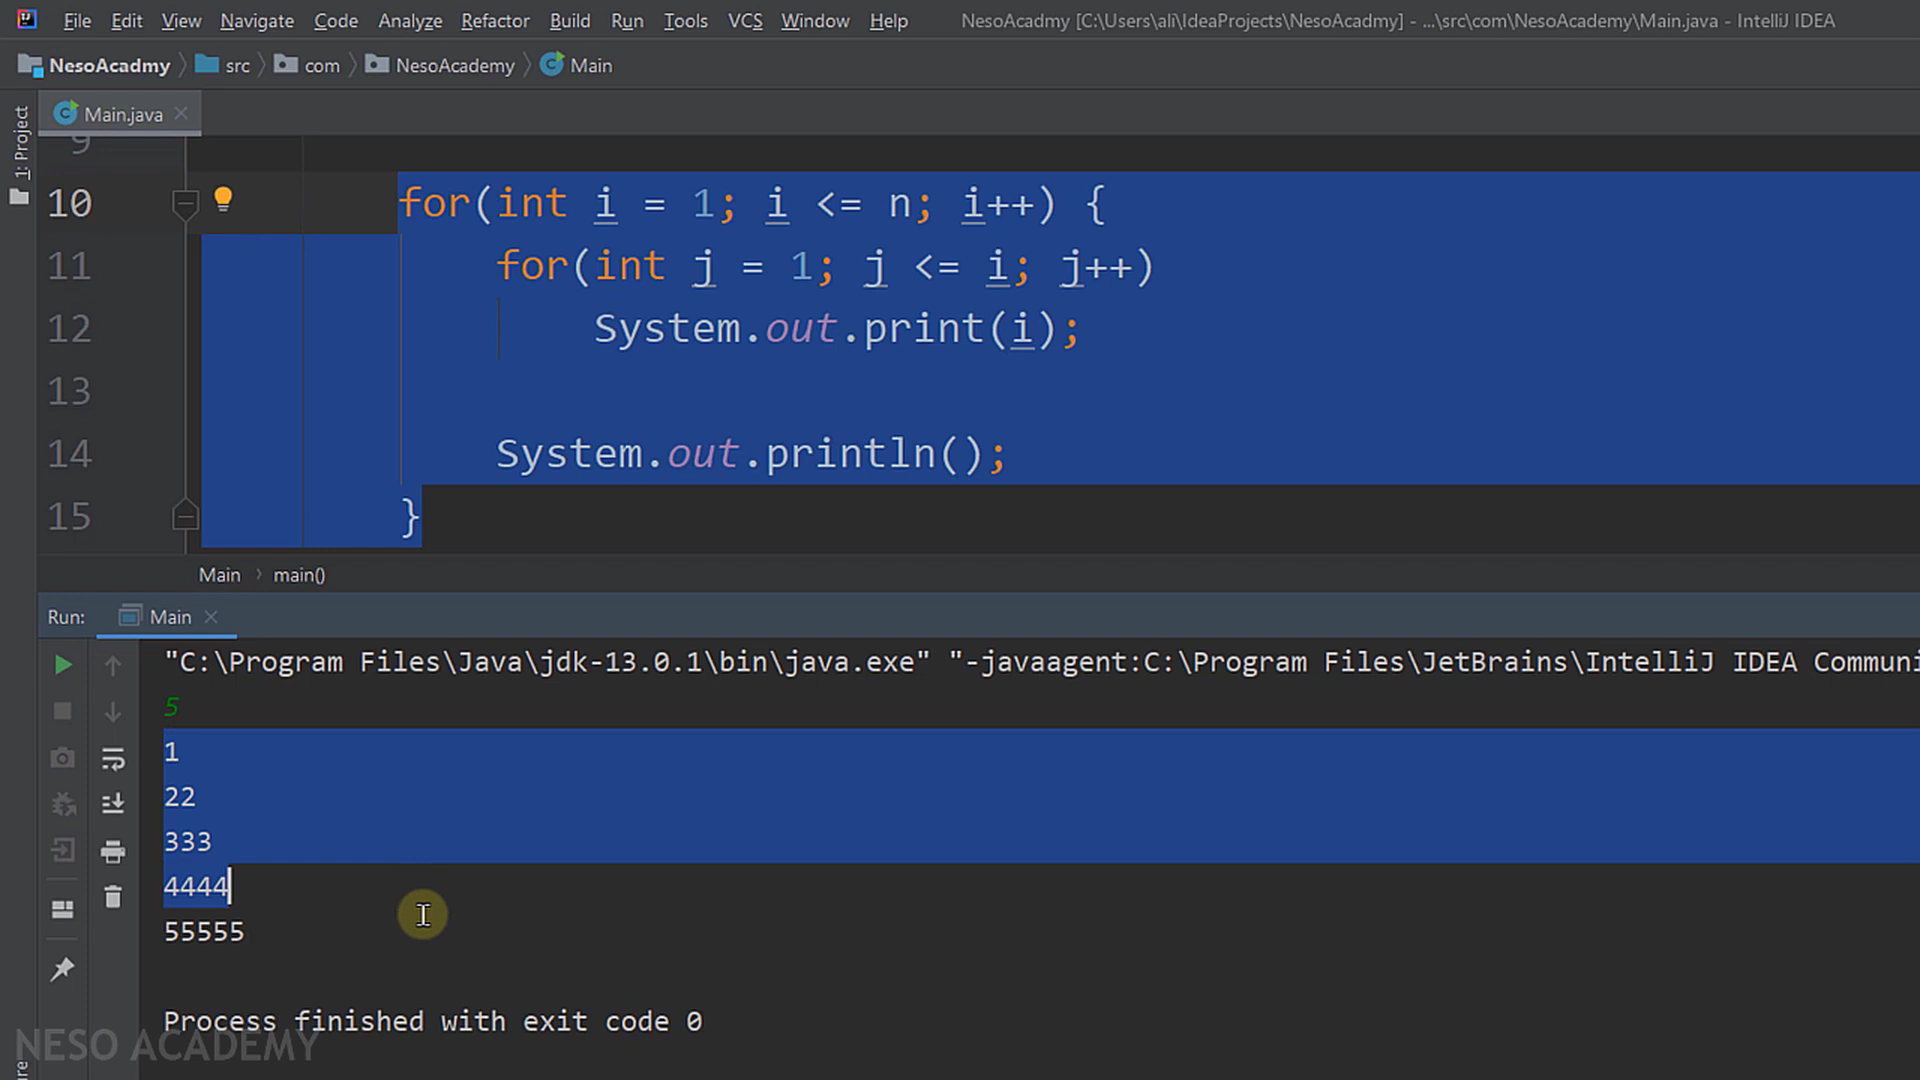 File Edit View Navigate Code Analyze Refactor Build Run Tools VCS Window Help NesoAcadmy [C:\Users\ali\IdeaProjects\NesoAcadmy] - ...\src\com\NesoAcademy\Main.java - IntelliJ IDEA
NesoAcadmy src com NesoAcademy Main
Main.java
1: Project
9
10 for(int i = 1; i <= n; i++) {
11 for(int j = 1; j <= i; j++)
12 System.out.print(i);
13
14 System.out.println();
15 }
Main main()
Run: Main
"C:\Program Files\Java\jdk-13.0.1\bin\java.exe" "-javaagent:C:\Program Files\JetBrains\IntelliJ IDEA Communi
5
1
22
333
4444
55555
Process finished with exit code 0
NESO ACADEMY